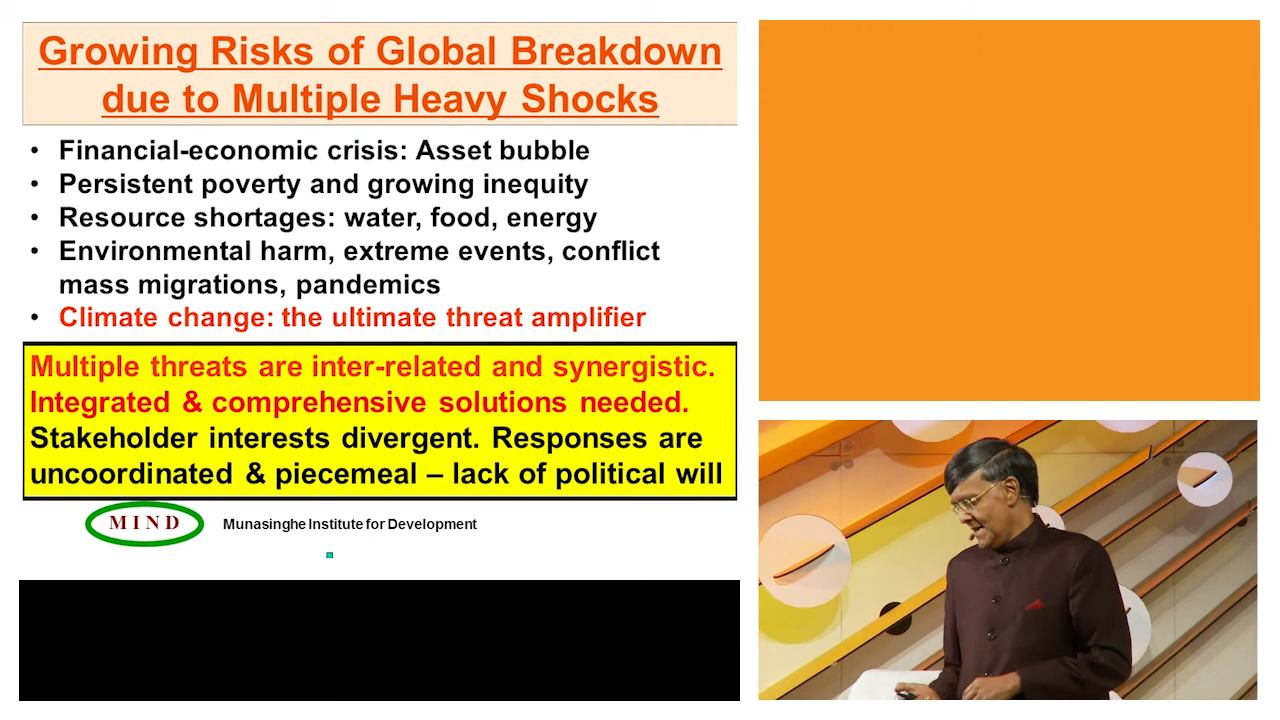 Growing Risks of Global Breakdown
due to Multiple Heavy Shocks
• Financial-economic crisis: Asset bubble
• Persistent poverty and growing inequity
• Resource shortages: water, food, energy
• Environmental harm, extreme events, conflict
mass migrations, pandemics
• Climate change: the ultimate threat amplifier
Multiple threats are inter-related and synergistic.
Integrated & comprehensive solutions needed.
Stakeholder interests divergent. Responses are
uncoordinated & piecemeal – lack of political will
MIND Munasinghe Institute for Development